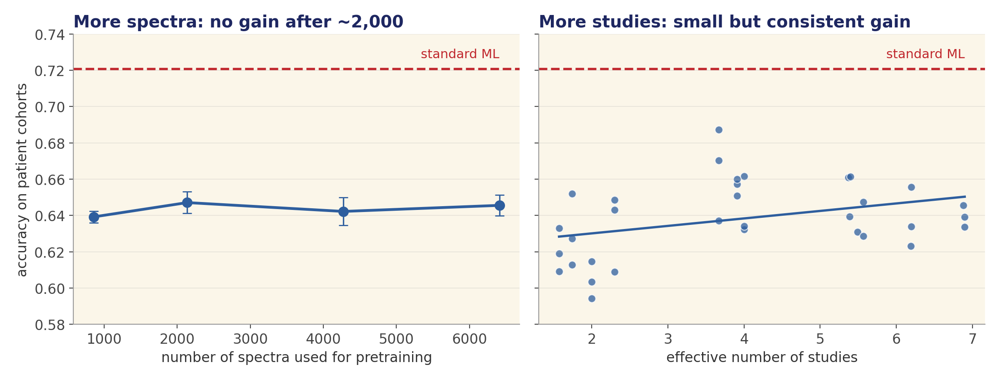 More spectra: no gain after ~2,000
More studies: small but consistent gain
accuracy on patient cohorts
0.74
0.72
0.70
0.68
0.66
0.64
0.62
0.60
0.58
standard ML
1000 2000 3000 4000 5000 6000
number of spectra used for pretraining
standard ML
2 3 4 5 6 7
effective number of studies